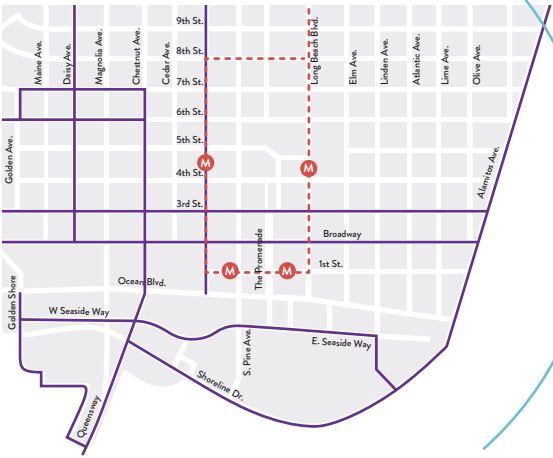 9th St.
8th St.
7th St.
6th St.
5th St.
4th St.
3rd St.
Maine Ave.
Daisy Ave.
Magnolia Ave.
Chestnut Ave.
Cedar Ave.
Long Beach Blvd.
Elm Ave.
Linden Ave.
Atlantic Ave.
Lime Ave.
Olive Ave.
Golden Ave.
Alamitos Ave.
M
M
Broadway
The Promenade
1st St.
M
M
Ocean Blvd.
Golden Shore
W Seaside Way
E. Seaside Way
S. Pine Ave.
Shoreline Dr.
Queensway